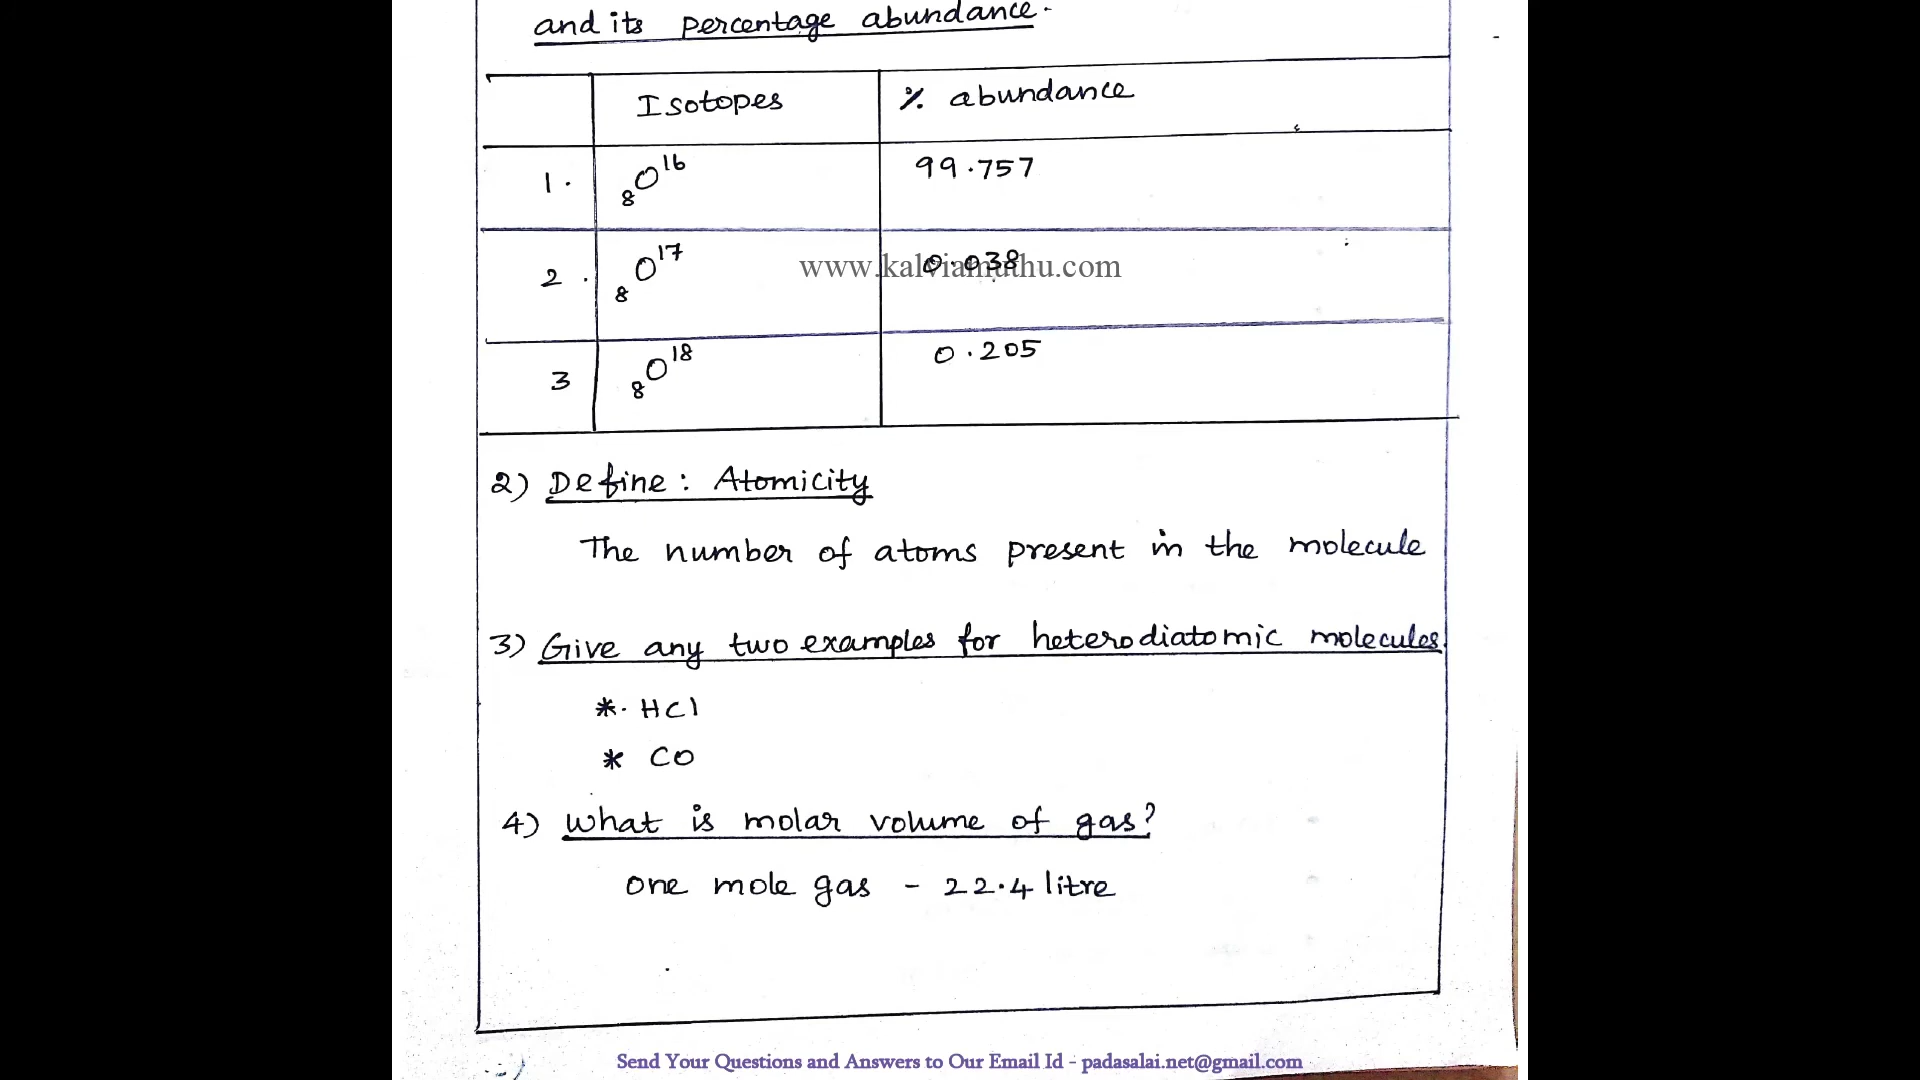 and its percentage abundance.
Isotopes % abundance
1. ₈O¹⁶ 99.757
2. ₈O¹⁷ 0.038
www.kalviamuthu.com
3 ₈O¹⁸ 0.205
2) Define: Atomicity
The number of atoms present in the molecule
3) Give any two examples for heterodiatomic molecules.
*. HCl
* CO
4) What is molar volume of gas?
One mole gas - 22.4 litre
Send Your Questions and Answers to Our Email Id - padasalai.net@gmail.com